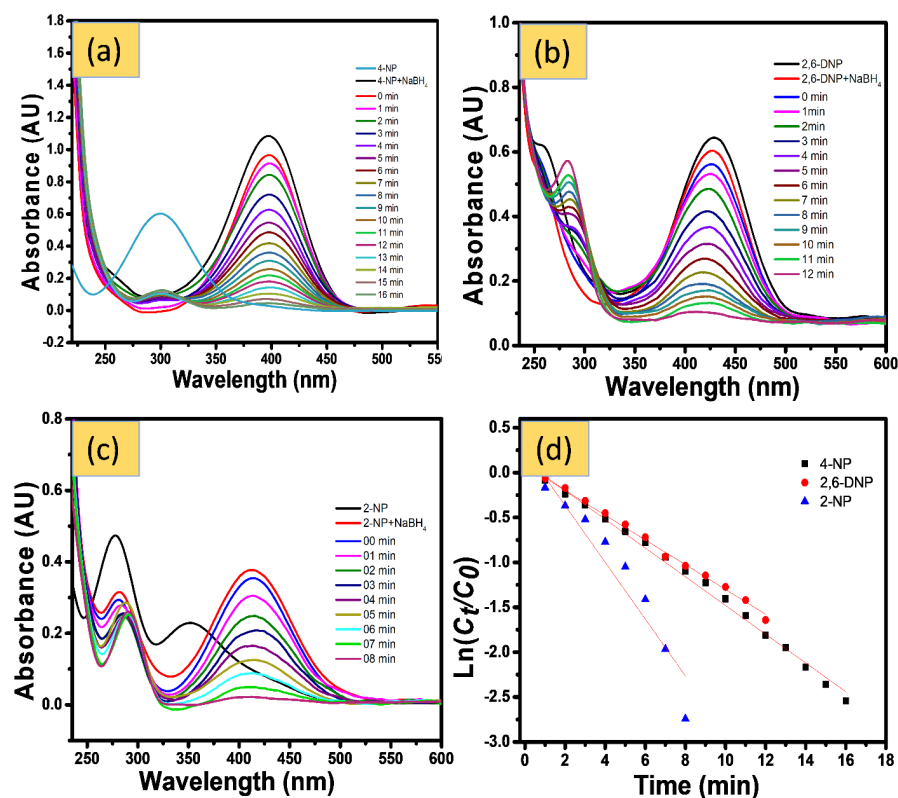 (a)
1.8
1.6
1.4
1.2
1.0
0.8
0.6
0.4
0.2
0.0
-0.2
Absorbance (AU)
250 300 350 400 450 500 550
Wavelength (nm)
4-NP
4-NP+NaBH4
0 min
1 min
2 min
3 min
4 min
5 min
6 min
7 min
8 min
9 min
10 min
11 min
12 min
13 min
14 min
15 min
16 min
(b)
1.0
0.8
0.6
0.4
0.2
0.0
Absorbance (AU)
250 300 350 400 450 500 550 600
Wavelength (nm)
2,6-DNP
2,6-DNP+NaBH4
0 min
1min
2min
3 min
4 min
5 min
6 min
7 min
8 min
9 min
10 min
11 min
12 min
(c)
0.8
0.6
0.4
0.2
0.0
Absorbance (AU)
250 300 350 400 450 500 550 600
Wavelength (nm)
2-NP
2-NP+NaBH4
00 min
01 min
02 min
03 min
04 min
05 min
06 min
07 min
08 min
(d)
0.5
0.0
-0.5
-1.0
-1.5
-2.0
-2.5
-3.0
Ln(Ct/C0)
0 2 4 6 8 10 12 14 16 18
Time (min)
4-NP
2,6-DNP
2-NP